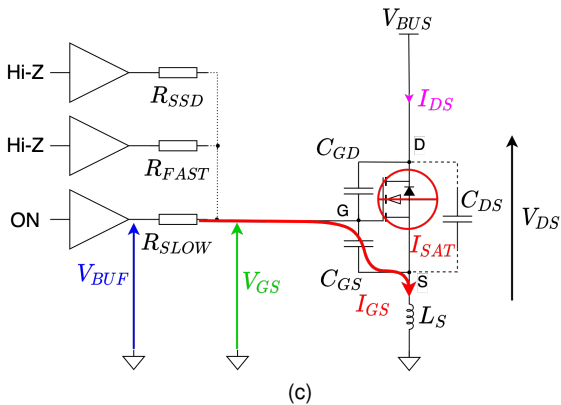 V_BUS
Hi-Z
R_SSD
I_DS
D
Hi-Z
C_GD
R_FAST
ON
G
C_DS
V_DS
R_SLOW
I_SAT
V_BUF
V_GS
C_GS
S
I_GS
L_S
(c)